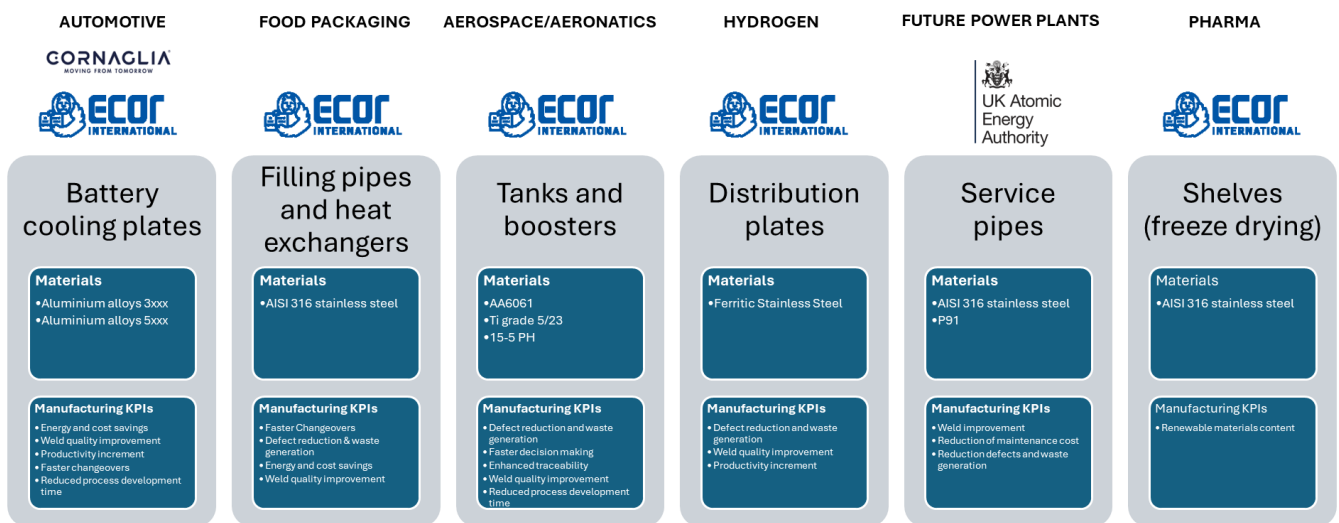 AUTOMOTIVE
CORNAGLIA
MOVING FROM TOMORROW
ECOR
INTERNATIONAL
Battery
cooling plates
Materials
•Aluminium alloys 3xxx
•Aluminium alloys 5xxx
Manufacturing KPIs
•Energy and cost savings
•Weld quality improvement
•Productivity increment
•Faster changeovers
•Reduced process development
time
FOOD PACKAGING
ECOR
INTERNATIONAL
Filling pipes
and heat
exchangers
Materials
•AISI 316 stainless steel
Manufacturing KPIs
•Faster Changeovers
•Defect reduction & waste
generation
•Energy and cost savings
•Weld quality improvement
AEROSPACE/AERONATICS
ECOR
INTERNATIONAL
Tanks and
boosters
Materials
•AA6061
•Ti grade 5/23
•15-5 PH
Manufacturing KPIs
•Defect reduction and waste
generation
•Faster decision making
•Enhanced traceability
•Weld quality improvement
•Reduced process development
time
HYDROGEN
ECOR
INTERNATIONAL
Distribution
plates
Materials
•Ferritic Stainless Steel
Manufacturing KPIs
•Defect reduction and waste
generation
•Weld quality improvement
•Productivity increment
FUTURE POWER PLANTS
UK Atomic
Energy
Authority
Service
pipes
Materials
•AISI 316 stainless steel
•P91
Manufacturing KPIs
•Weld improvement
•Reduction of maintenance cost
•Reduction defects and waste
generation
PHARMA
ECOR
INTERNATIONAL
Shelves
(freeze drying)
Materials
•AISI 316 stainless steel
Manufacturing KPIs
•Renewable materials content